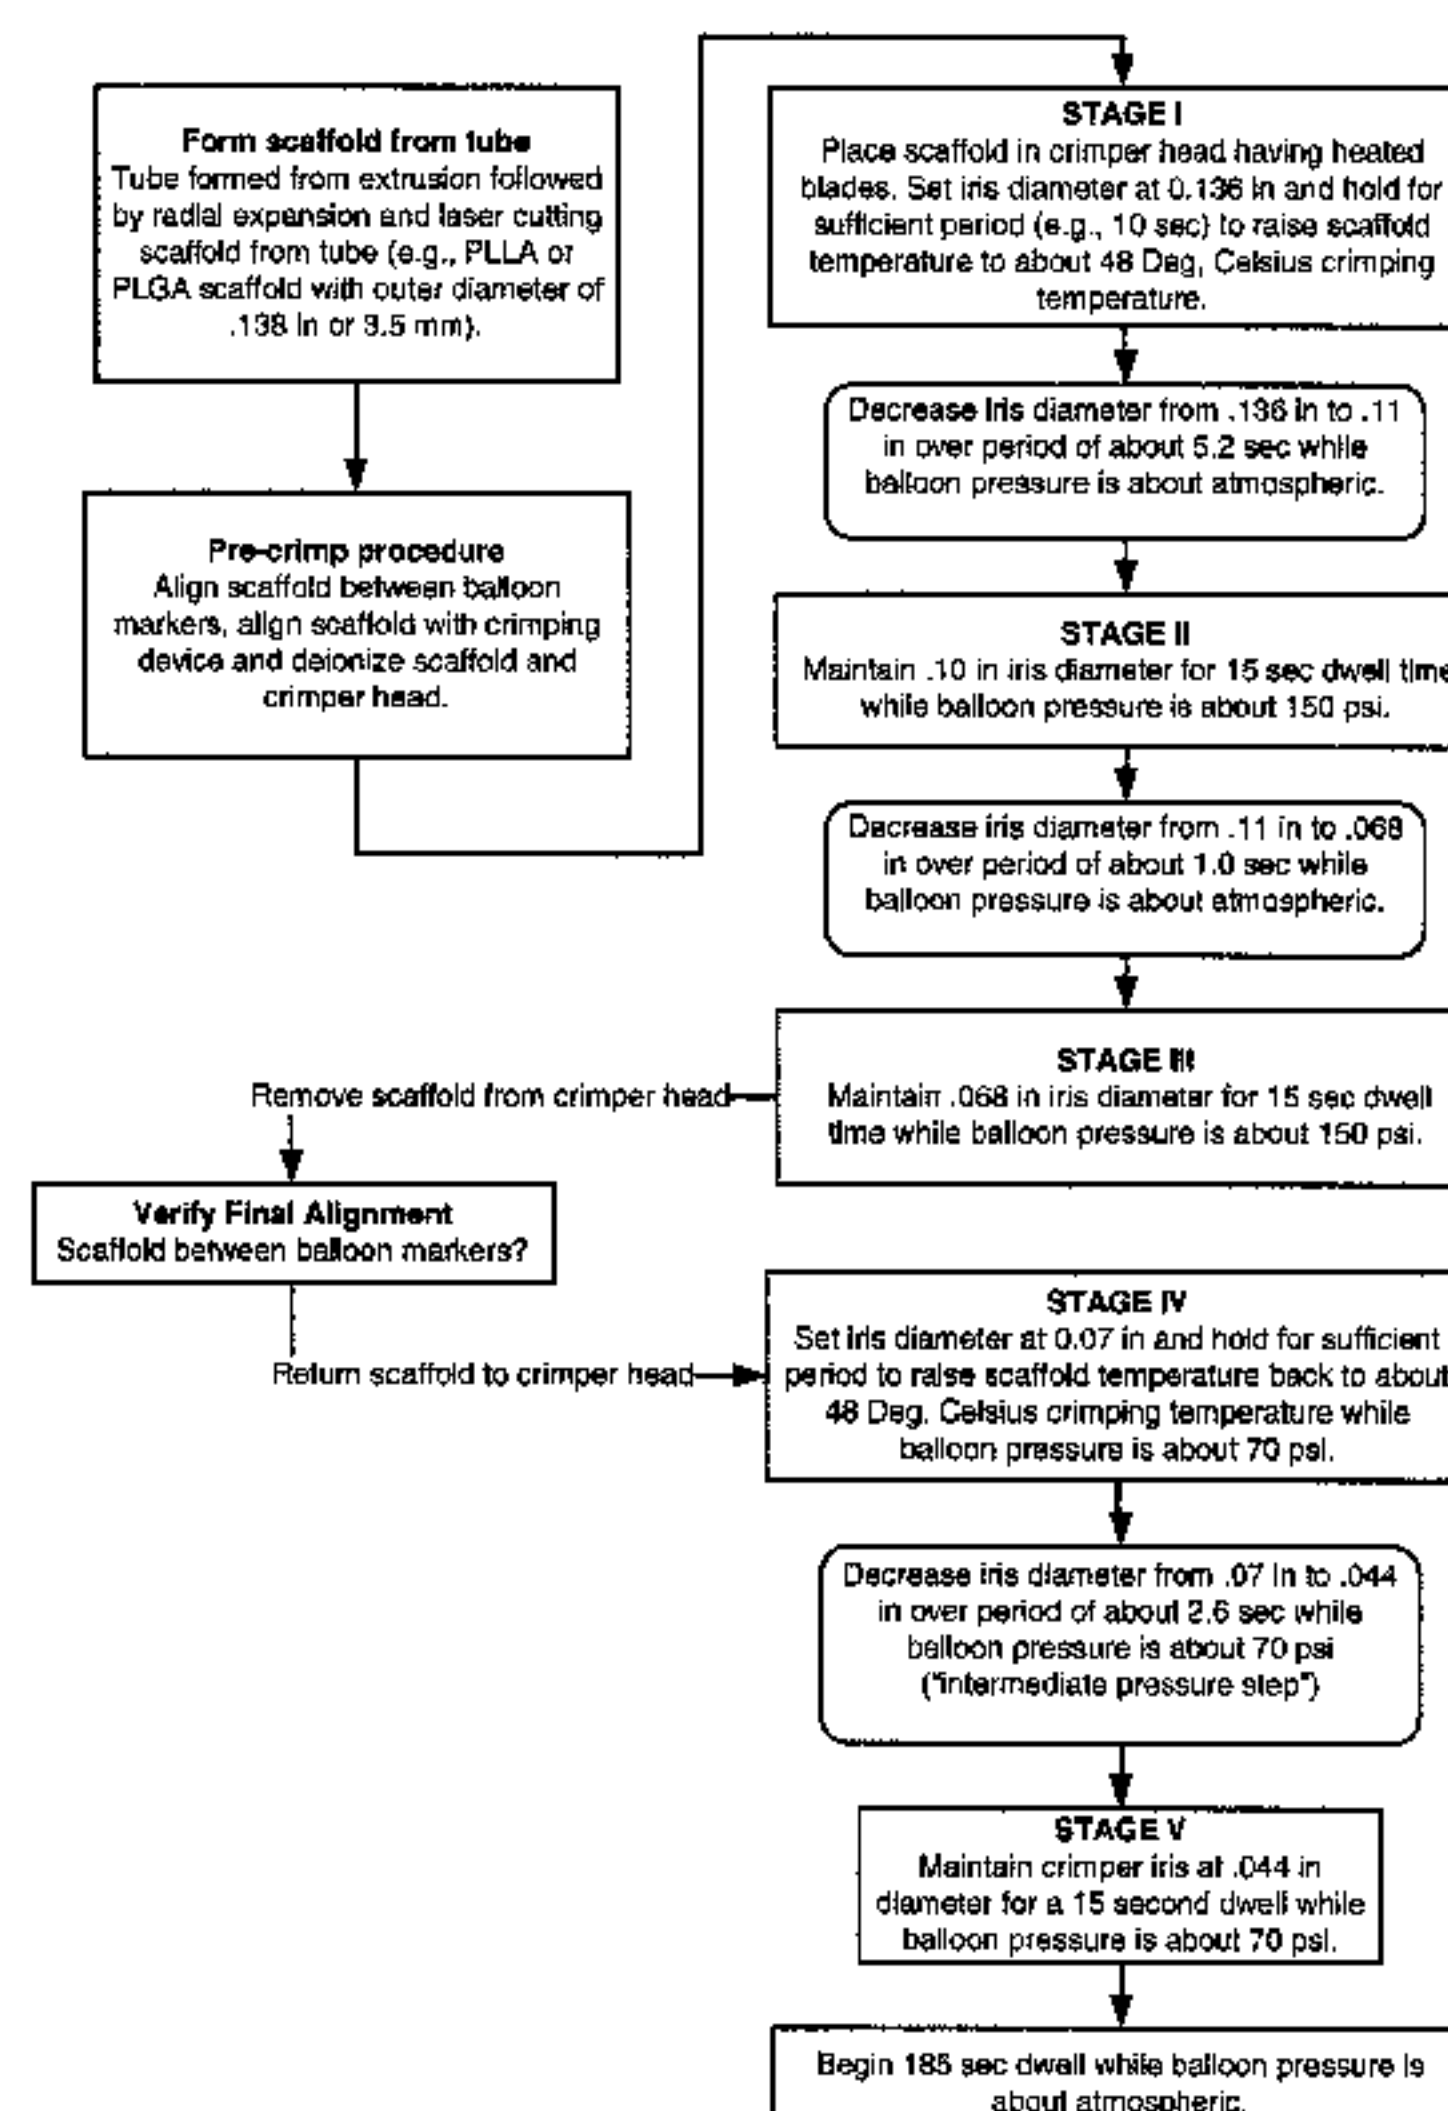 Form scaffold from tube
Tube formed from extrusion followed
by radial expansion and laser cutting
scaffold from tube (e.g., PLLA or
PLGA scaffold with outer diameter of
.138 in or 3.5 mm).
Pre-crimp procedure
Align scaffold between balloon
markers, align scaffold with crimping
device and deionize scaffold and
crimper head.
STAGE I
Place scaffold in crimper head having heated
blades. Set iris diameter at 0.136 in and hold for
sufficient period (e.g., 10 sec) to raise scaffold
temperature to about 48 Deg, Celsius crimping
temperature.
Decrease iris diameter from .136 in to .11
in over period of about 5.2 sec while
balloon pressure is about atmospheric.
STAGE II
Maintain .10 in iris diameter for 15 sec dwell time
while balloon pressure is about 150 psi.
Decrease iris diameter from .11 in to .068
in over period of about 1.0 sec while
balloon pressure is about atmospheric.
STAGE III
Maintain .068 in iris diameter for 15 sec dwell
time while balloon pressure is about 150 psi.
Remove scaffold from crimper head
Verify Final Alignment
Scaffold between balloon markers?
Return scaffold to crimper head
STAGE IV
Set iris diameter at 0.07 in and hold for sufficient
period to raise scaffold temperature back to about
48 Deg. Celsius crimping temperature while
balloon pressure is about 70 psi.
Decrease iris diameter from .07 in to .044
in over period of about 2.6 sec while
balloon pressure is about 70 psi
("intermediate pressure step")
STAGE V
Maintain crimper iris at .044 in
diameter for a 15 second dwell while
balloon pressure is about 70 psi.
Begin 185 sec dwell while balloon pressure is
about atmospheric.